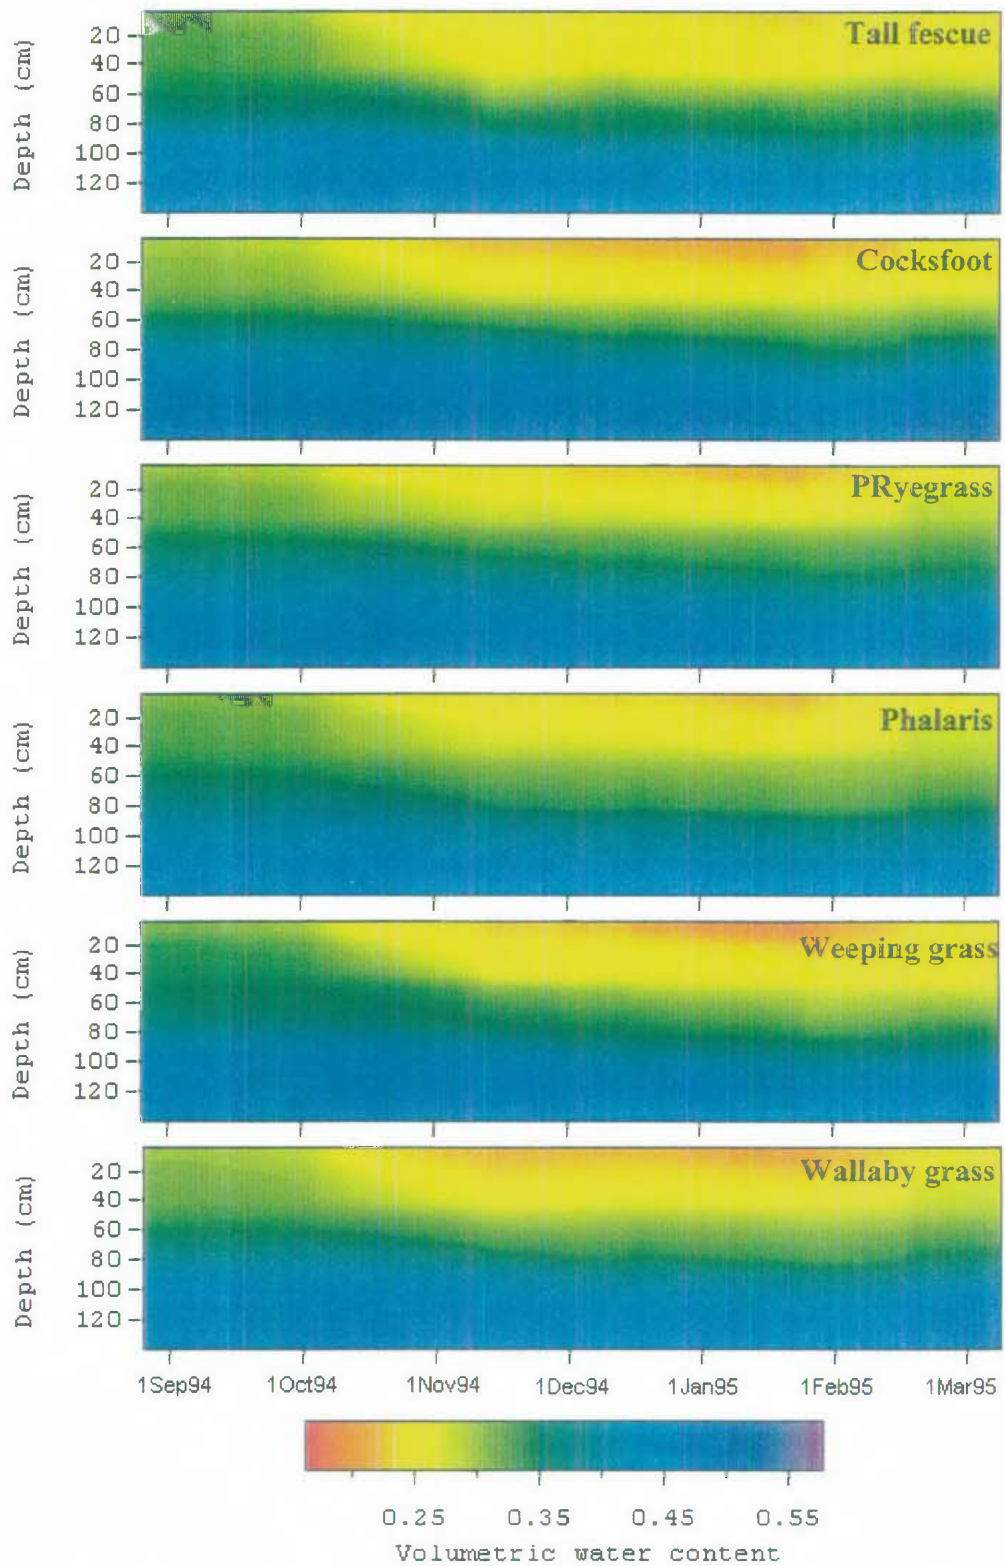 Tall fescue
Depth (cm)
20
40
60
80
100
120
Cocksfoot
Depth (cm)
20
40
60
80
100
120
PRyegrass
Depth (cm)
20
40
60
80
100
120
Phalaris
Depth (cm)
20
40
60
80
100
120
Weeping grass
Depth (cm)
20
40
60
80
100
120
Wallaby grass
Depth (cm)
20
40
60
80
100
120
1Sep94 1Oct94 1Nov94 1Dec94 1Jan95 1Feb95 1Mar95
0.25 0.35 0.45 0.55
Volumetric water content